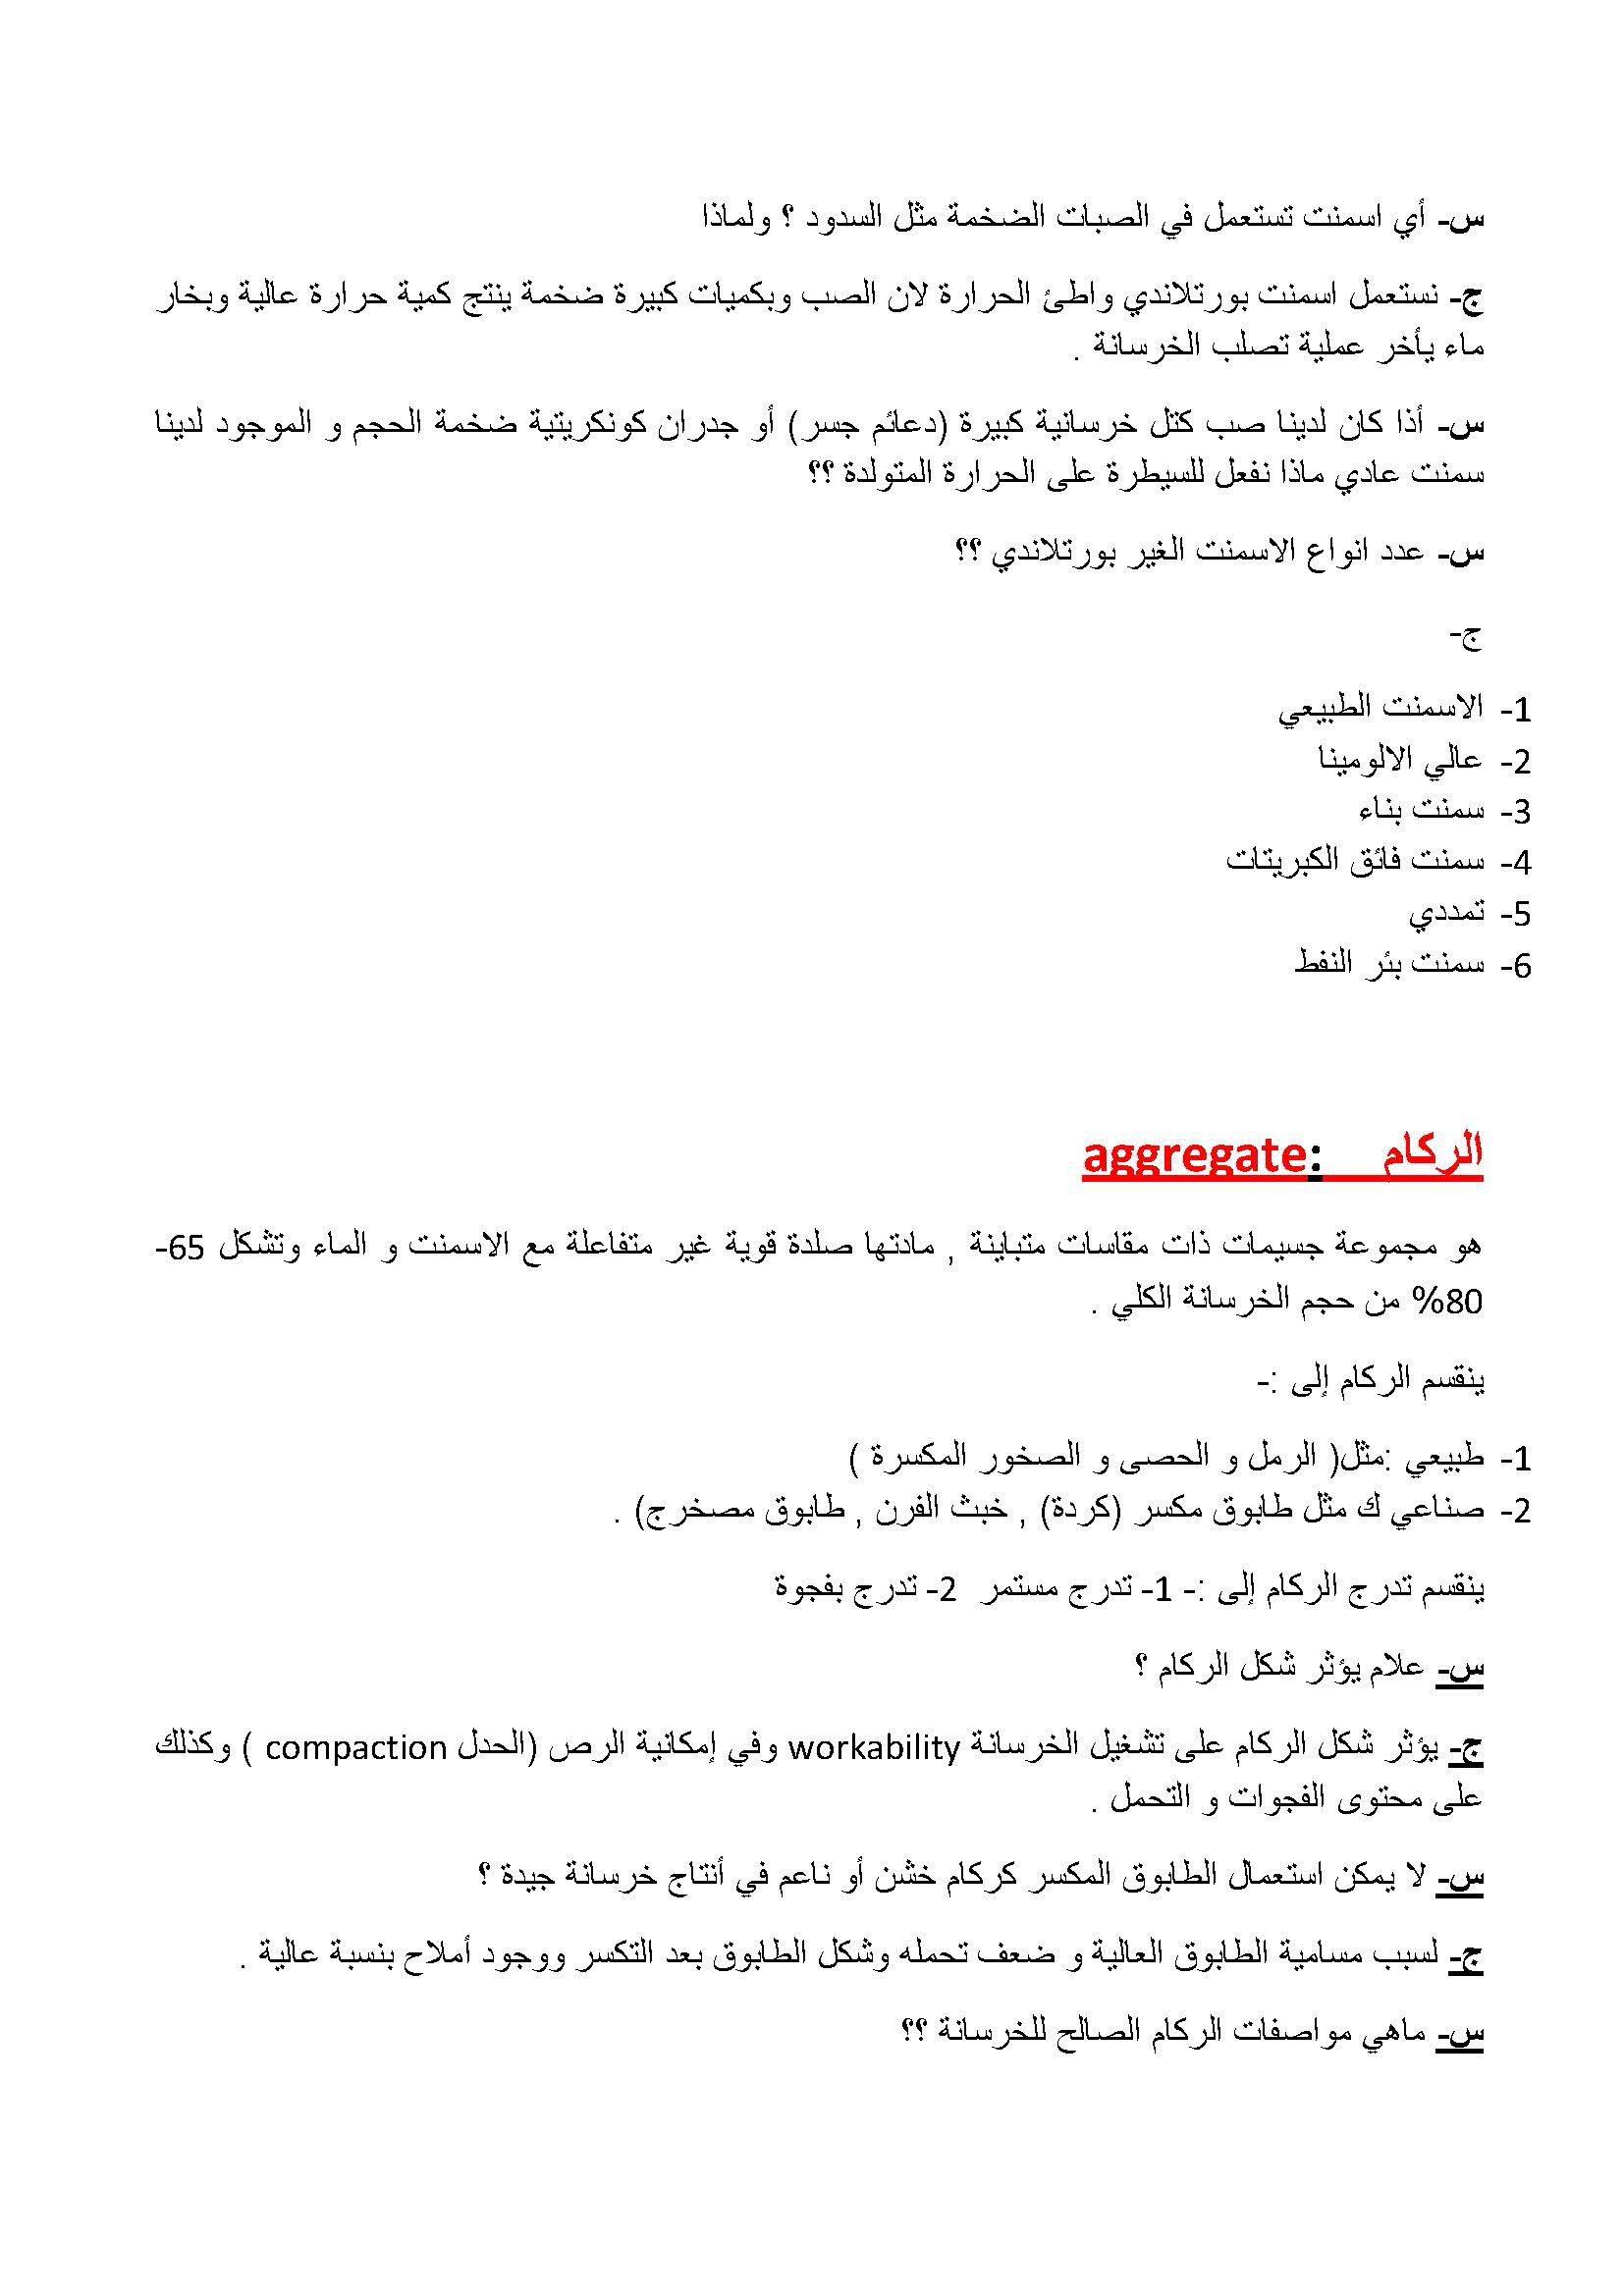 س- أي اسمنت تستعمل في الصبات الضخمة مثل السدود ؟ ولماذا
ج- نستعمل اسمنت بورتلاندي واطئ الحرارة لان الصب وبكميات كبيرة ضخمة ينتج كمية حرارة عالية وبخار
ماء يأخر عملية تصلب الخرسانة .
س- أذا كان لدينا صب كتل خرسانية كبيرة (دعائم جسر) أو جدران كونكريتية ضخمة الحجم و الموجود لدينا
سمنت عادي ماذا نفعل للسيطرة على الحرارة المتولدة ؟؟
س- عدد انواع الاسمنت الغير بورتلاندي ؟؟
ج-
1- الاسمنت الطبيعي
2- عالي الالومينا
3- سمنت بناء
4- سمنت فائق الكبريتات
5- تمددي
6- سمنت بئر النفط
الركام :aggregate
هو مجموعة جسيمات ذات مقاسات متباينة , مادتها صلدة قوية غير متفاعلة مع الاسمنت و الماء وتشكل 65-
80% من حجم الخرسانة الكلي .
ينقسم الركام إلى :-
1- طبيعي :مثل( الرمل و الحصى و الصخور المكسرة )
2- صناعي ك مثل طابوق مكسر (كردة) , خبث الفرن , طابوق مصخرج) .
ينقسم تدرج الركام إلى :- 1- تدرج مستمر 2- تدرج بفجوة
س- علام يؤثر شكل الركام ؟
ج- يؤثر شكل الركام على تشغيل الخرسانة workability وفي إمكانية الرص (الحدل compaction ) وكذلك
على محتوى الفجوات و التحمل .
س- لا يمكن استعمال الطابوق المكسر كركام خشن أو ناعم في أنتاج خرسانة جيدة ؟
ج- لسبب مسامية الطابوق العالية و ضعف تحمله وشكل الطابوق بعد التكسر ووجود أملاح بنسبة عالية .
س- ماهي مواصفات الركام الصالح للخرسانة ؟؟